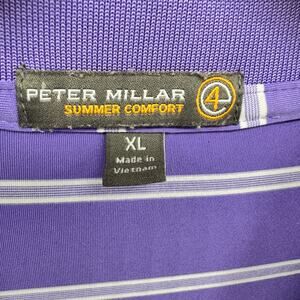 PETER MILLAR
SUMMER COMFORT
4
XL
Made in
Vietnam